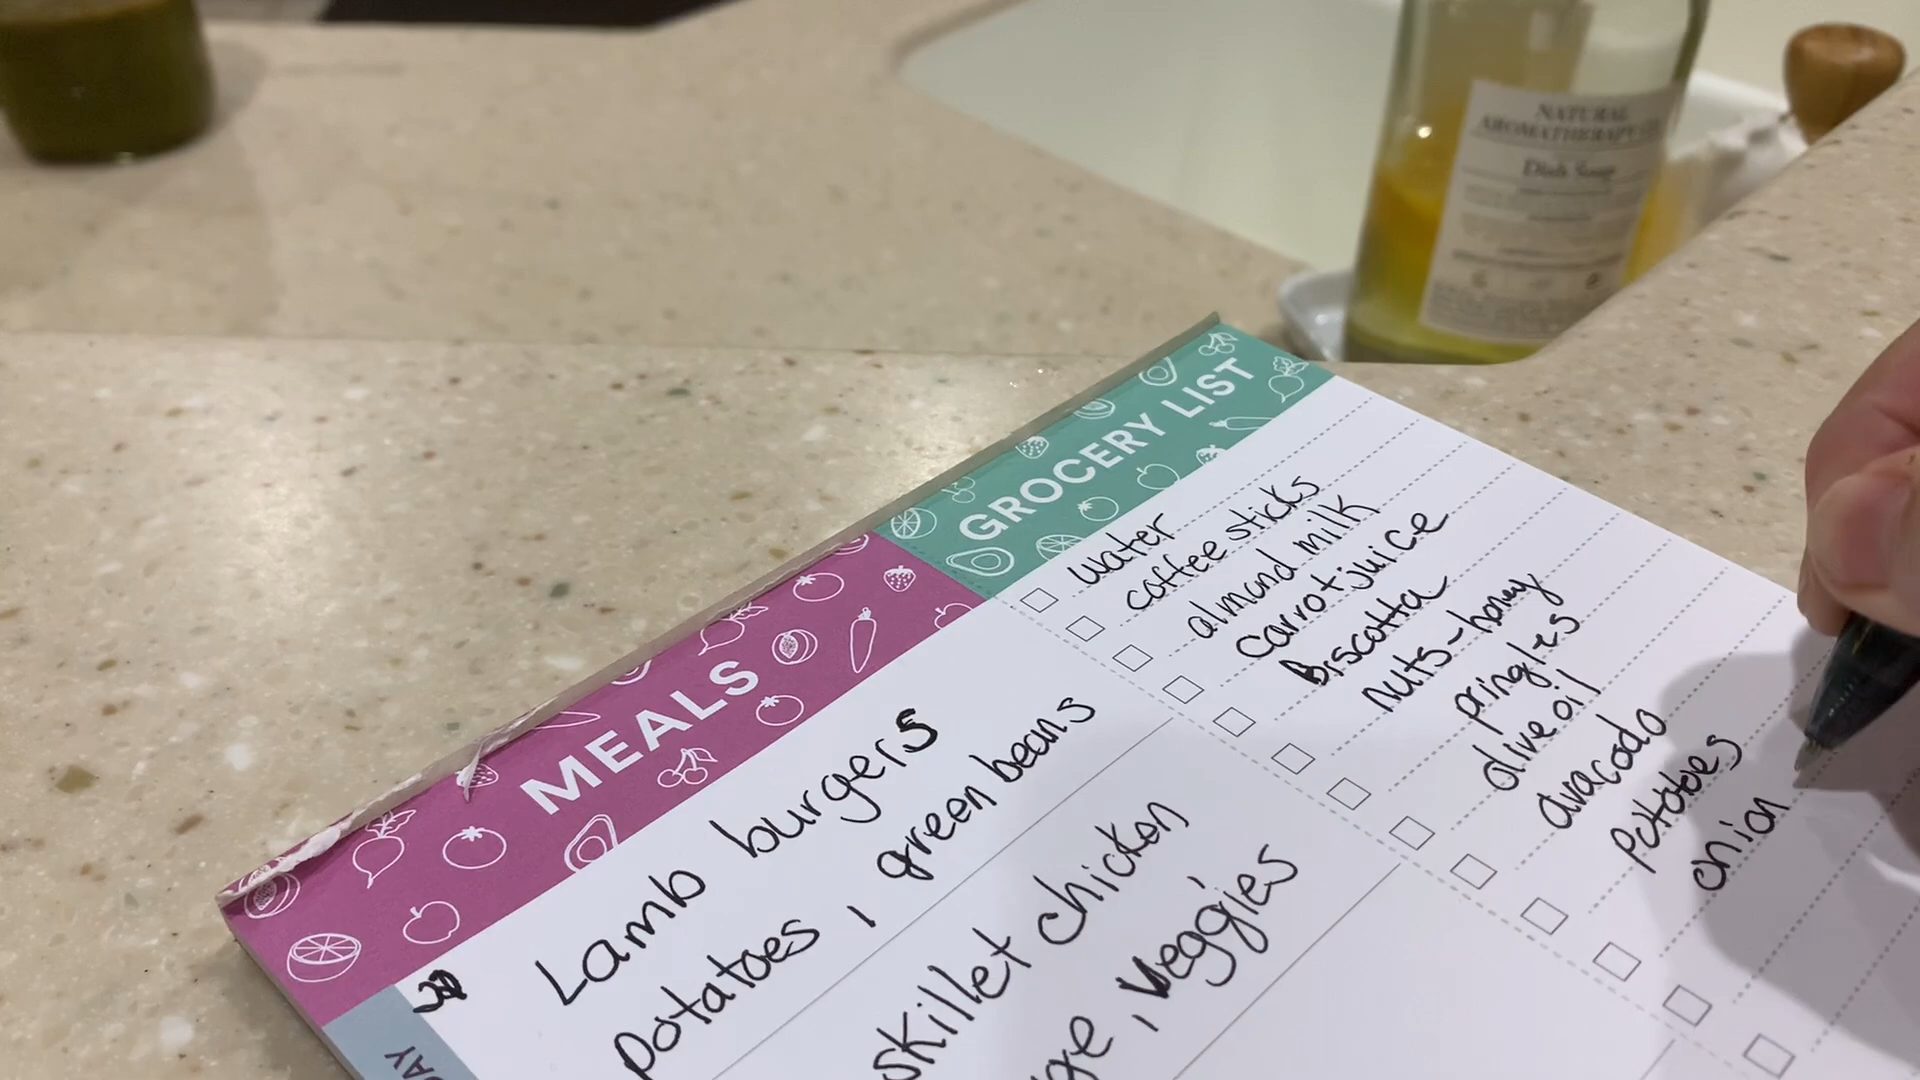 NATURAL
AROMATHERAPY
Dish Soap
GROCERY LIST
water
coffee sticks
almond milk
carrot juice
Biscotta
nuts-honey
pringles
olive oil
avacodo
potatoes
onion
MEALS
Lamb burgers
potatoes, green beans
skillet chicken
, veggies